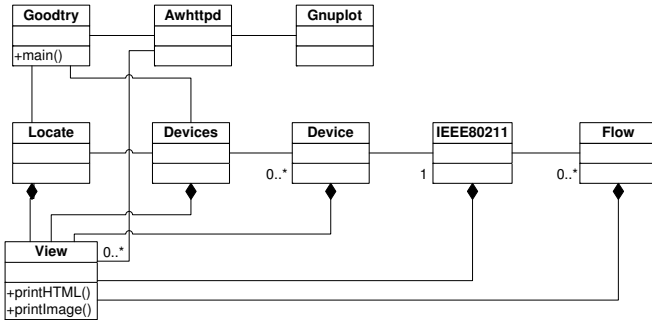 Goodtry
Awhttpd
Gnuplot
+main()
Locate
Devices
Device
IEEE80211
Flow
0..*
1
0..*
View
0..*
+printHTML()
+printImage()